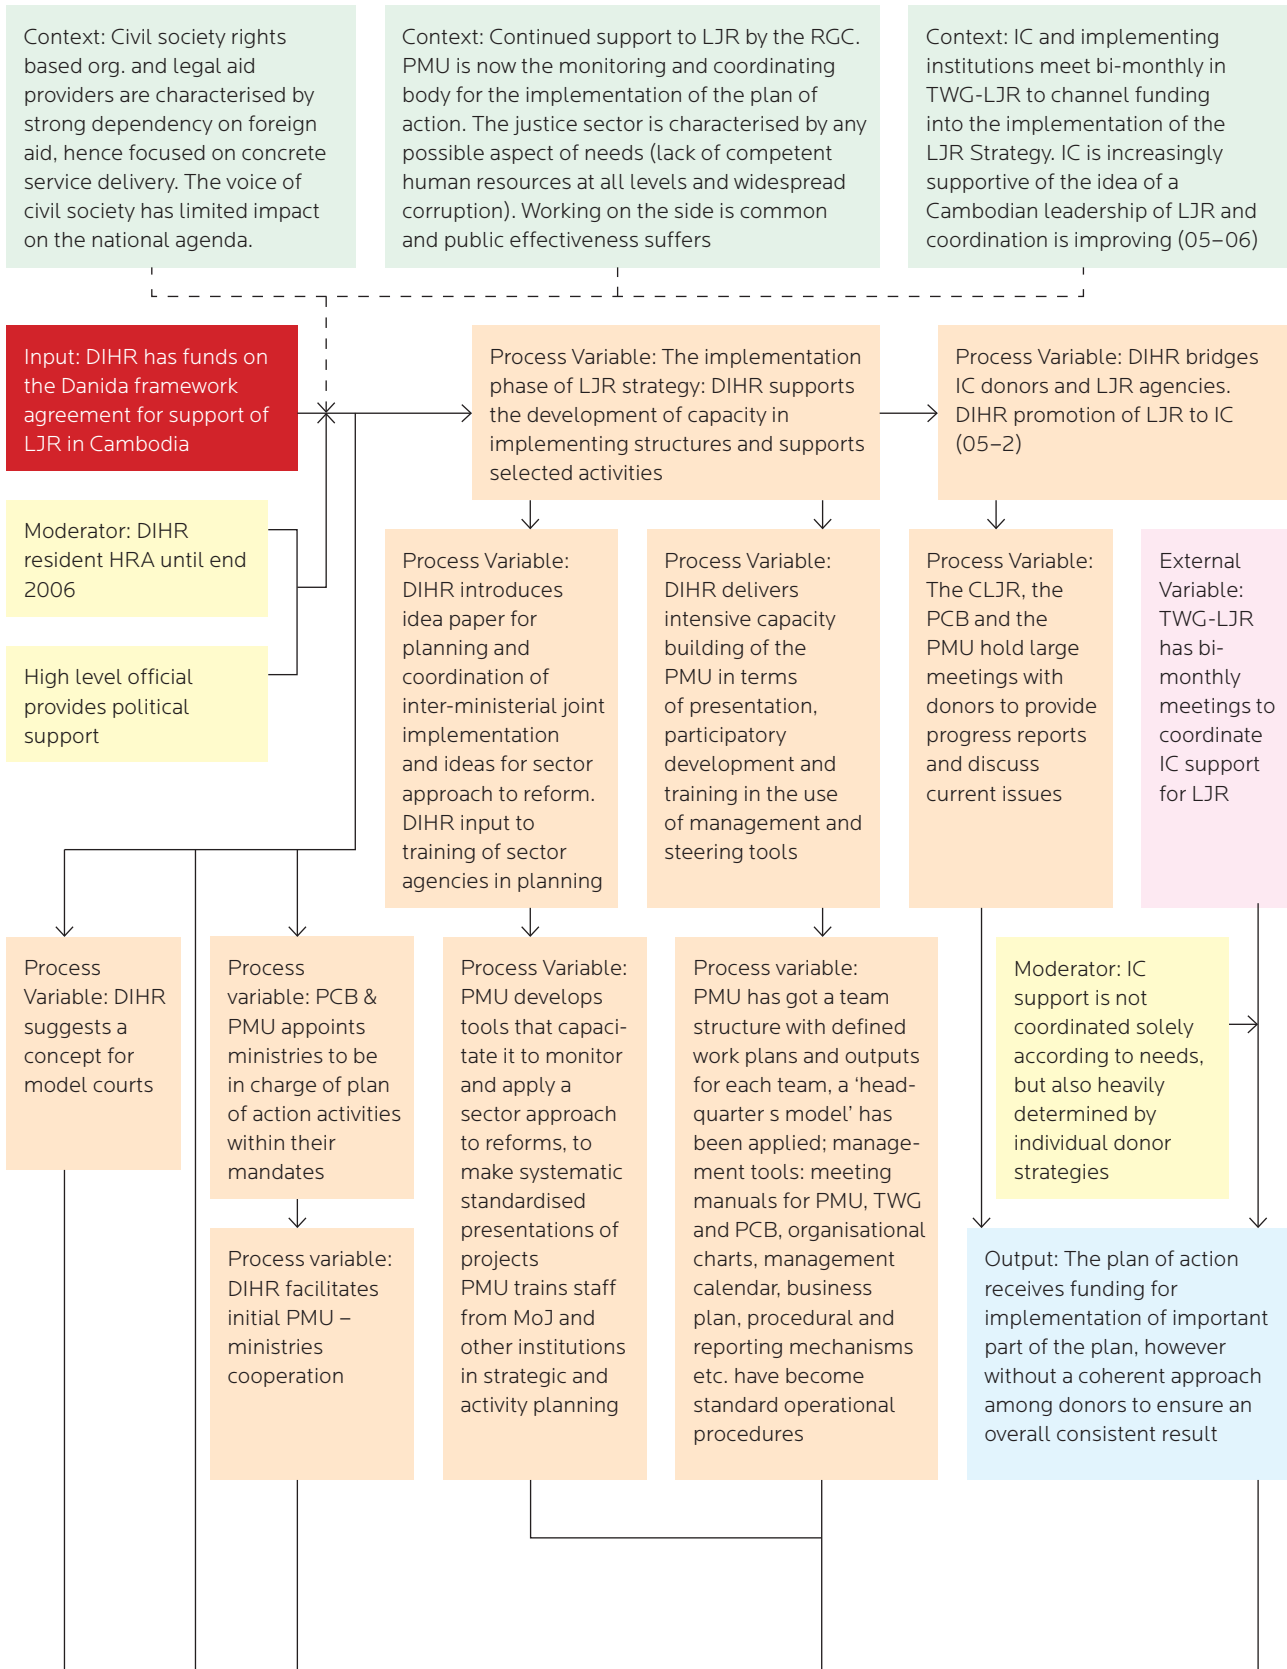 Context: Civil society rights
based org. and legal aid
providers are characterised by
strong dependency on foreign
aid, hence focused on concrete
service delivery. The voice of
civil society has limited impact
on the national agenda.
Context: Continued support to LJR by the RGC.
PMU is now the monitoring and coordinating
body for the implementation of the plan of
action. The justice sector is characterised by any
possible aspect of needs (lack of competent
human resources at all levels and widespread
corruption). Working on the side is common
and public effectiveness suffers
Context: IC and implementing
institutions meet bi-monthly in
TWG-LJR to channel funding
into the implementation of the
LJR Strategy. IC is increasingly
supportive of the idea of a
Cambodian leadership of LJR and
coordination is improving (05–06)
Input: DIHR has funds on
the Danida framework
agreement for support of
LJR in Cambodia
Process Variable: The implementation
phase of LJR strategy: DIHR supports
the development of capacity in
implementing structures and supports
selected activities
Process Variable: DIHR bridges
IC donors and LJR agencies.
DIHR promotion of LJR to IC
(05–2)
Moderator: DIHR
resident HRA until end
2006
High level official
provides political
support
Process Variable:
DIHR introduces
idea paper for
planning and
coordination of
inter-ministerial joint
implementation
and ideas for sector
approach to reform.
DIHR input to
training of sector
agencies in planning
Process Variable:
DIHR delivers
intensive capacity
building of the
PMU in terms
of presentation,
participatory
development and
training in the use
of management and
steering tools
Process Variable:
The CLJR, the
PCB and the
PMU hold large
meetings with
donors to provide
progress reports
and discuss
current issues
External
Variable:
TWG-LJR
has bi-
monthly
meetings to
coordinate
IC support
for LJR
Process
Variable: DIHR
suggests a
concept for
model courts
Process
variable: PCB &
PMU appoints
ministries to be
in charge of plan
of action activities
within their
mandates
Process Variable:
PMU develops
tools that capaci-
tate it to monitor
and apply a
sector approach
to reforms, to
make systematic
standardised
presentations of
projects
PMU trains staff
from MoJ and
other institutions
in strategic and
activity planning
Process variable:
PMU has got a team
structure with defined
work plans and outputs
for each team, a ‘head-
quarter s model’ has
been applied; manage-
ment tools: meeting
manuals for PMU, TWG
and PCB, organisational
charts, management
calendar, business
plan, procedural and
reporting mechanisms
etc. have become
standard operational
procedures
Moderator: IC
support is not
coordinated solely
according to needs,
but also heavily
determined by
individual donor
strategies
Process variable:
DIHR facilitates
initial PMU –
ministries
cooperation
Output: The plan of action
receives funding for
implementation of important
part of the plan, however
without a coherent approach
among donors to ensure an
overall consistent result